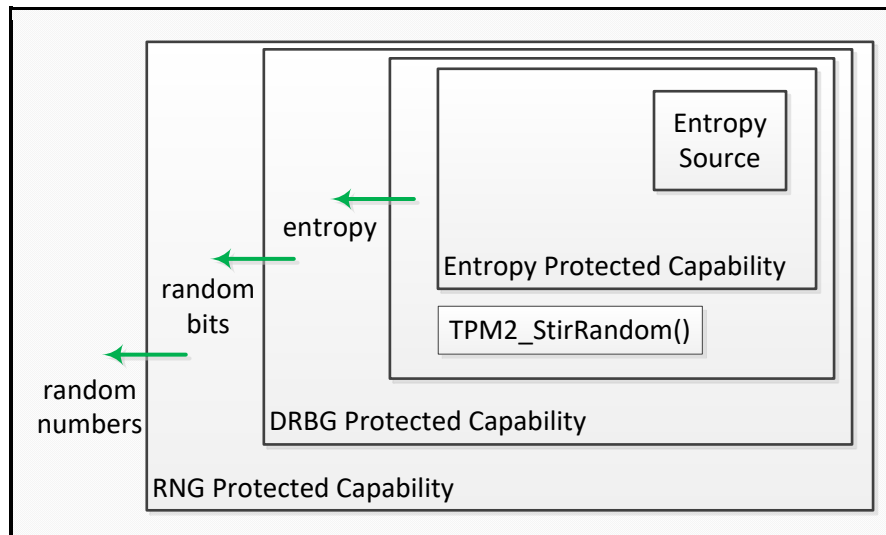 Entropy
Source
entropy
Entropy Protected Capability
random
bits
TPM2_StirRandom()
random
numbers
DRBG Protected Capability
RNG Protected Capability